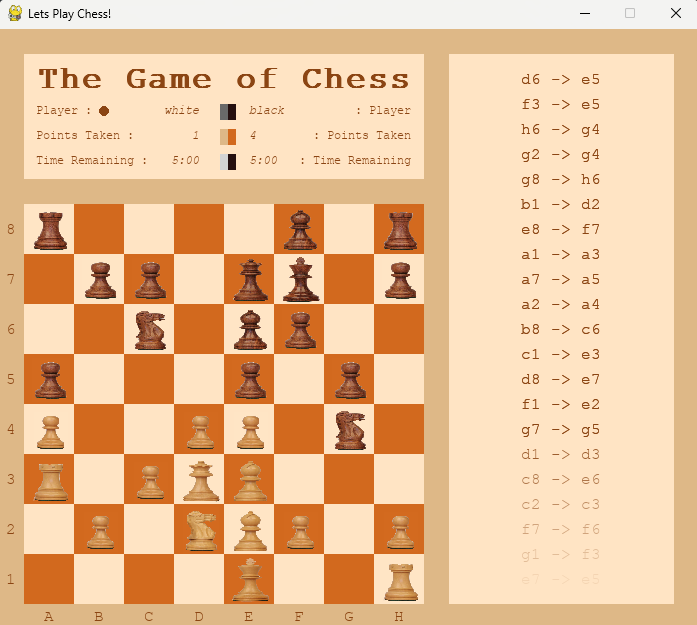 Lets Play Chess!
The Game of Chess
Player : white black : Player
Points Taken : 1 4 : Points Taken
Time Remaining : 5:00 5:00 : Time Remaining
8
7
6
5
4
3
2
1
A B C D E F G H
d6 -> e5
f3 -> e5
h6 -> g4
g2 -> g4
g8 -> h6
b1 -> d2
e8 -> f7
a1 -> a3
a7 -> a5
a2 -> a4
b8 -> c6
c1 -> e3
d8 -> e7
f1 -> e2
g7 -> g5
d1 -> d3
c8 -> e6
c2 -> c3
f7 -> f6
g1 -> f3
e7 -> e5